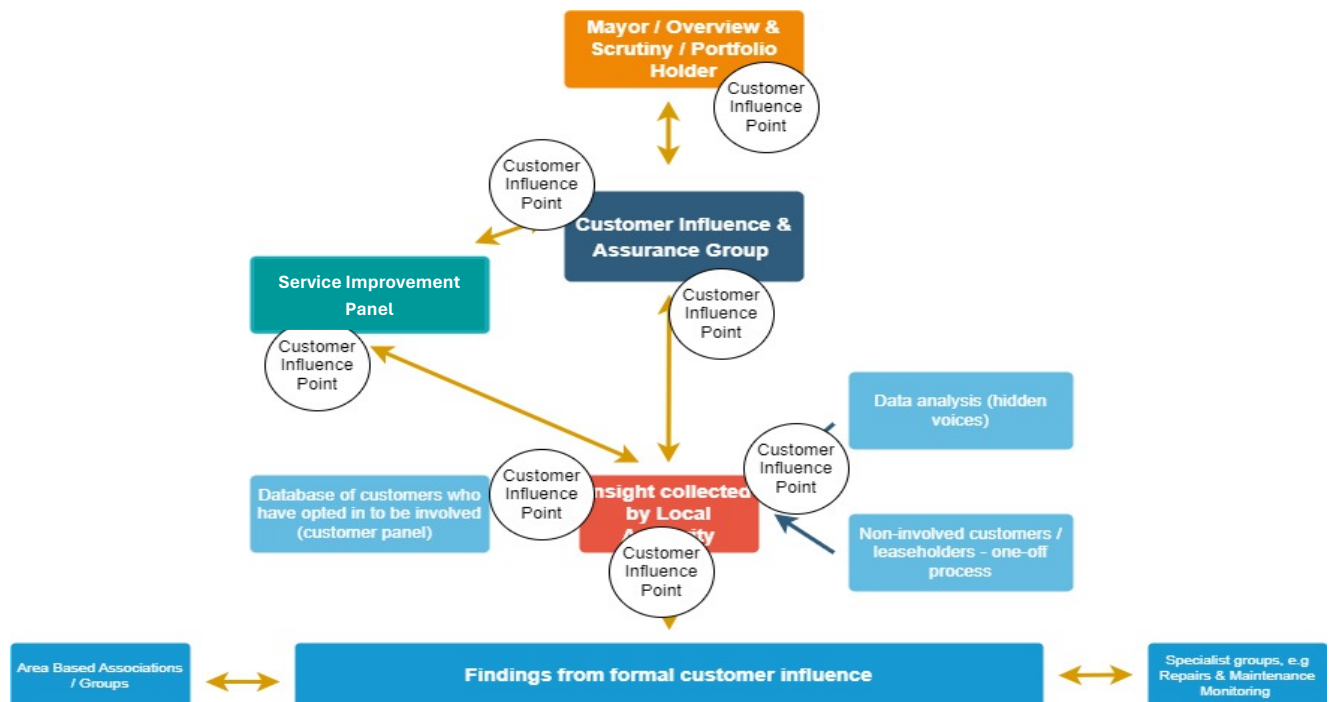 Mayor / Overview &
Scrutiny / Portfolio
Holder
Customer
Influence
Point
Customer
Influence
Point
Customer Influence &
Assurance Group
Customer
Influence
Point
Service Improvement
Panel
Customer
Influence
Point
Data analysis (hidden
voices)
Customer
Influence
Point
Database of customers who
have opted in to be involved
(customer panel)
Customer
Influence
Point
nsight collected
by Local
Customer
Influence
Point
Non-involved customers /
leaseholders - one-off
process
Area Based Associations
/ Groups
Findings from formal customer influence
Specialist groups, e.g
Repairs & Maintenance
Monitoring